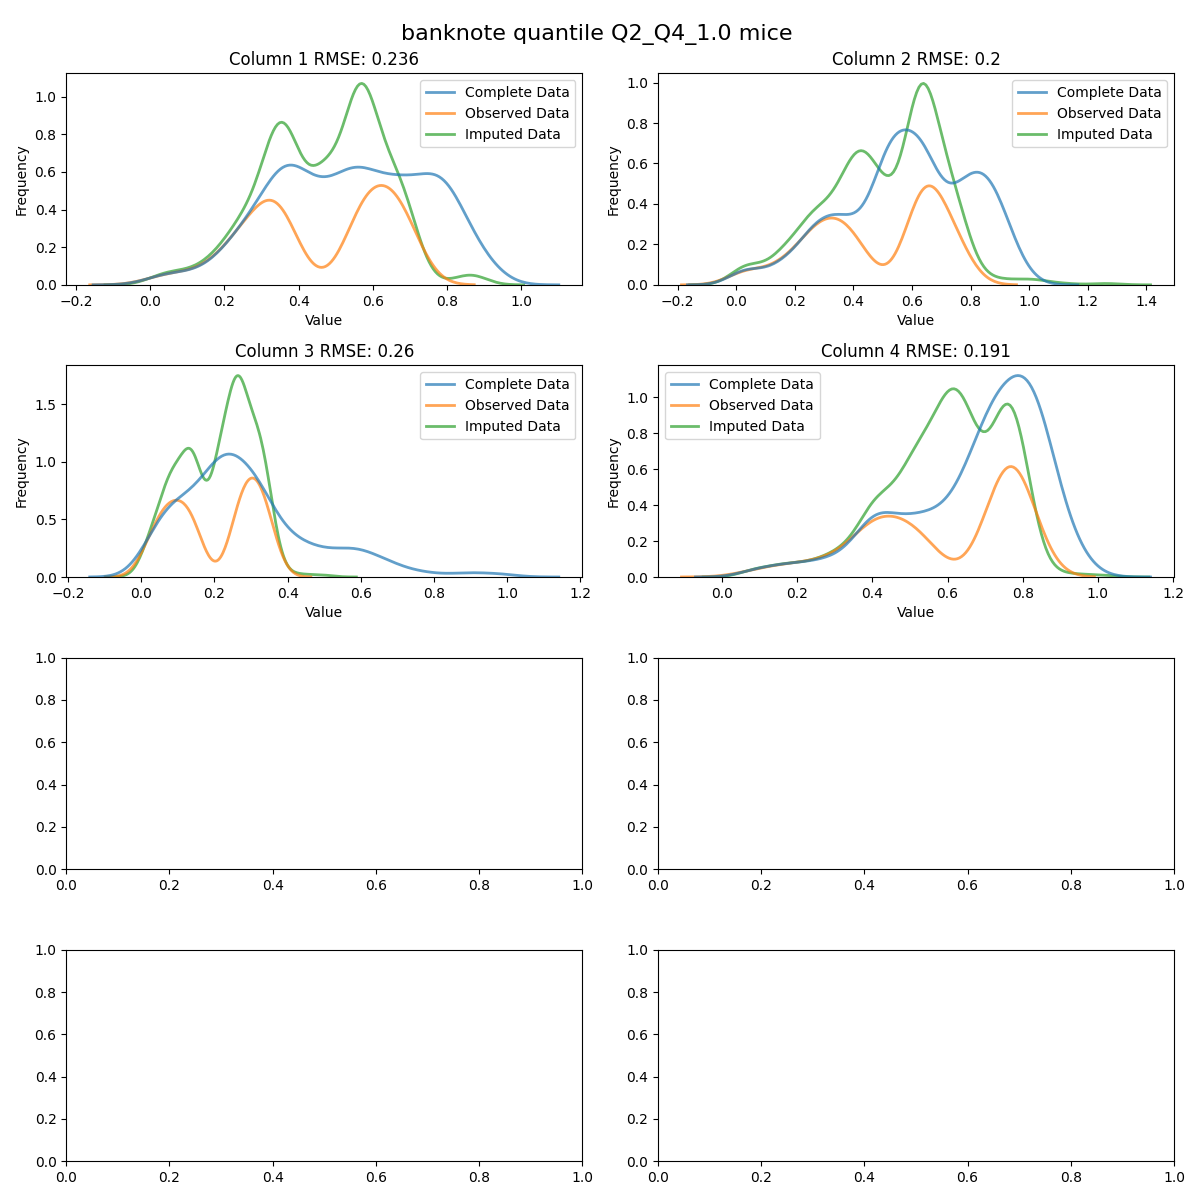 banknote quantile Q2_Q4_1.0 mice
Column 1 RMSE: 0.236
Complete Data
Observed Data
Imputed Data
Frequency
0.0
0.2
0.4
0.6
0.8
1.0
−0.2 0.0 0.2 0.4 0.6 0.8 1.0
Value
Column 2 RMSE: 0.2
Complete Data
Observed Data
Imputed Data
Frequency
1.0
0.8
0.6
0.4
0.2
0.0
−0.2 0.0 0.2 0.4 0.6 0.8 1.0 1.2 1.4
Value
Column 3 RMSE: 0.26
Complete Data
Observed Data
Imputed Data
Frequency
1.5
1.0
0.5
0.0
−0.2 0.0 0.2 0.4 0.6 0.8 1.0 1.2
Value
Column 4 RMSE: 0.191
Complete Data
Observed Data
Imputed Data
Frequency
1.0
0.8
0.6
0.4
0.2
0.0
0.0 0.2 0.4 0.6 0.8 1.0 1.2
Value
1.0
0.8
0.6
0.4
0.2
0.0
0.0 0.2 0.4 0.6 0.8 1.0
1.0
0.8
0.6
0.4
0.2
0.0
0.0 0.2 0.4 0.6 0.8 1.0
1.0
0.8
0.6
0.4
0.2
0.0
0.0 0.2 0.4 0.6 0.8 1.0
1.0
0.8
0.6
0.4
0.2
0.0
0.0 0.2 0.4 0.6 0.8 1.0